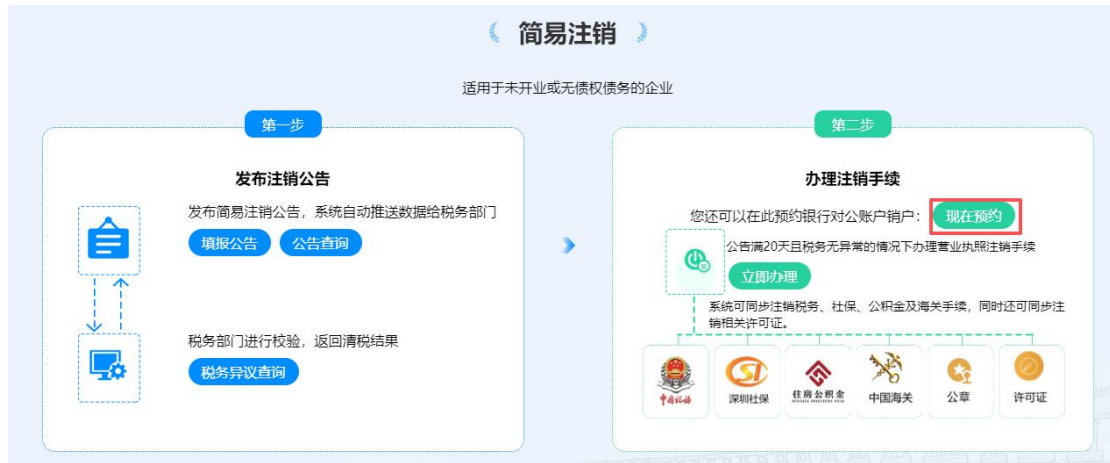 简易注销
适用于未开业或无债权债务的企业
第一步
发布注销公告
发布简易注销公告，系统自动推送数据给税务部门
填报公告 公告查询
税务部门进行校验，返回清税结果
税务异议查询
第二步
办理注销手续
您还可以在此预约银行对公账户销户： 现在预约
公告满20天且税务无异常的情况下办理营业执照注销手续
立即办理
系统可同步注销税务、社保、公积金及海关手续，同时还可同步注
销相关许可证。
中国税务
深圳社保
住房公积金
中国海关
公章
许可证